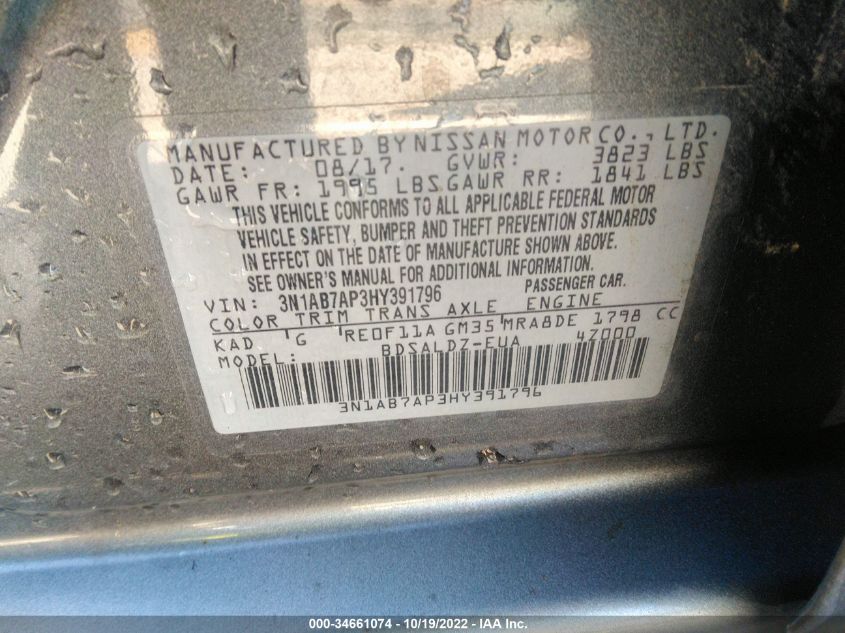 MANUFACTURED BY NISSAN MOTOR CO., LTD.
DATE: 08/17. GVWR: 3823 LBS
GAWR FR: 1995 LBS GAWR RR: 1841 LBS
THIS VEHICLE CONFORMS TO ALL APPLICABLE FEDERAL MOTOR
VEHICLE SAFETY, BUMPER AND THEFT PREVENTION STANDARDS
IN EFFECT ON THE DATE OF MANUFACTURE SHOWN ABOVE.
SEE OWNER'S MANUAL FOR ADDITIONAL INFORMATION.
VIN: 3N1AB7AP3HY391796 PASSENGER CAR.
COLOR TRIM TRANS AXLE ENGINE
KAD G RE0F11A GM35 MRA8DE 1798 CC
MODEL: BDSALDZ-EUA 4Z000
3N1AB7AP3HY391796
000-34661074 / 10/19/2022 - IAA Inc.